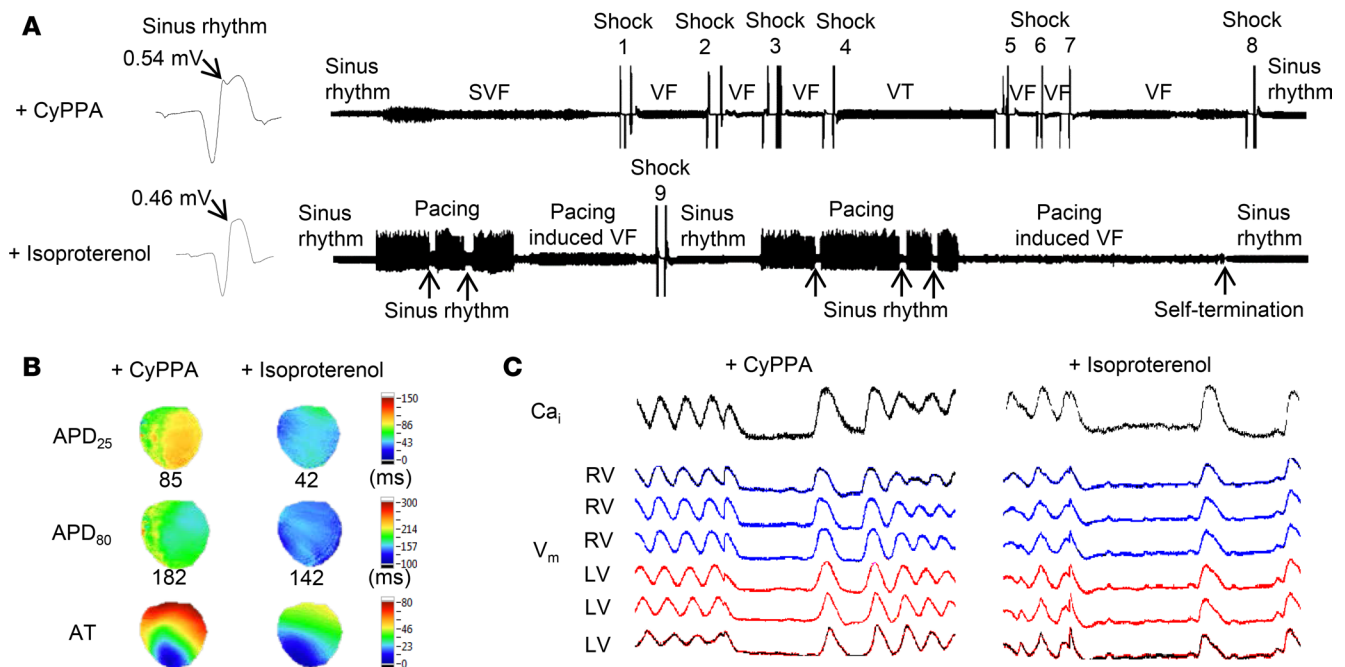 A
Sinus rhythm
0.54 mV
+ CyPPA
Sinus
rhythm
SVF
Shock
1
VF
Shock
2
VF
Shock
3
VF
Shock
4
VT
Shock
5 6 7
VF VF
VF
Shock
8
Sinus
rhythm
0.46 mV
+ Isoproterenol
Sinus
rhythm
Pacing
Sinus rhythm
Pacing
induced VF
Shock
9
Sinus
rhythm
Pacing
Sinus rhythm
Pacing
induced VF
Self-termination
Sinus
rhythm
B
+ CyPPA + Isoproterenol
APD25
85 42
150
86
43
0
(ms)
APD80
182 142
300
214
157
100
(ms)
AT
80
46
23
0
C
+ CyPPA + Isoproterenol
Cai
Vm
RV
RV
RV
LV
LV
LV